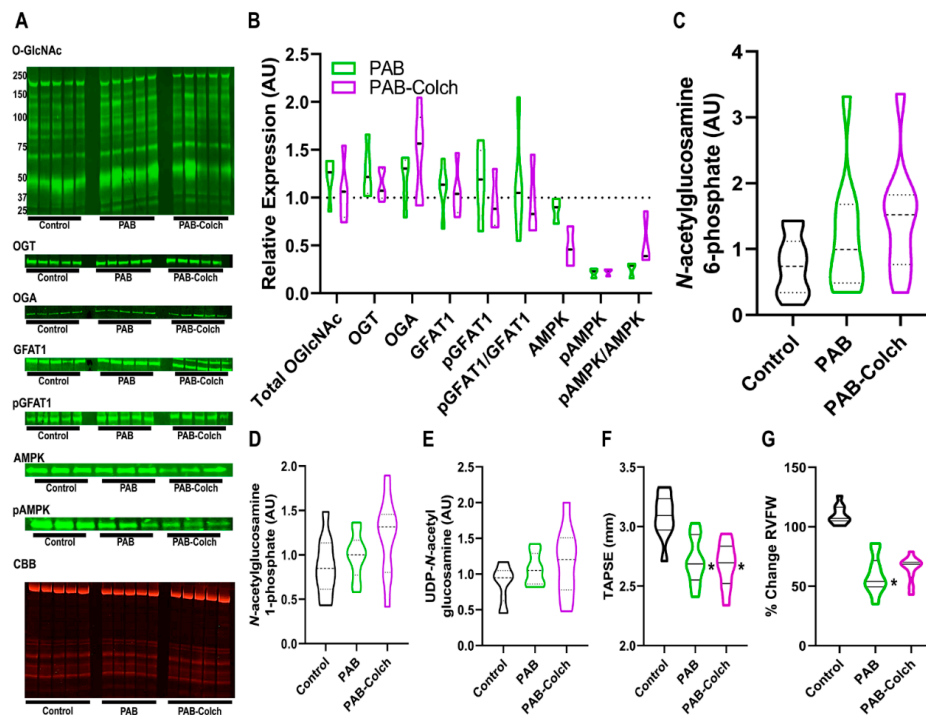 A
O-GlcNAc
250
150
100
75
50
37
25
Control
PAB
PAB-Colch
OGT
Control
PAB
PAB-Colch
OGA
Control
PAB
PAB-Colch
GFAT1
Control
PAB
PAB-Colch
pGFAT1
Control
PAB
PAB-Colch
AMPK
Control
PAB
PAB-Colch
pAMPK
Control
PAB
PAB-Colch
CBB
Control
PAB
PAB-Colch
B
Relative Expression (AU)
2.5
2.0
1.5
1.0
0.5
0.0
PAB
PAB-Colch
Total OGlcNAc
OGT
OGA
GFAT1
pGFAT1
pGFAT1/GFAT1
AMPK
pAMPK
pAMPK/AMPK
C
N-acetylglucosamine
6-phosphate (AU)
4
3
2
1
0
Control
PAB
PAB-Colch
D
N-acetylglucosamine
1-phosphate (AU)
2.0
1.5
1.0
0.5
0.0
Control
PAB
PAB-Colch
E
UDP-N-acetyl
glucosamine (AU)
2.5
2.0
1.5
1.0
0.5
0.0
Control
PAB
PAB-Colch
F
TAPSE (mm)
3.5
3.0
2.5
2.0
*
*
Control
PAB
PAB-Colch
G
% Change RVFW
150
100
50
0
*
Control
PAB
PAB-Colch